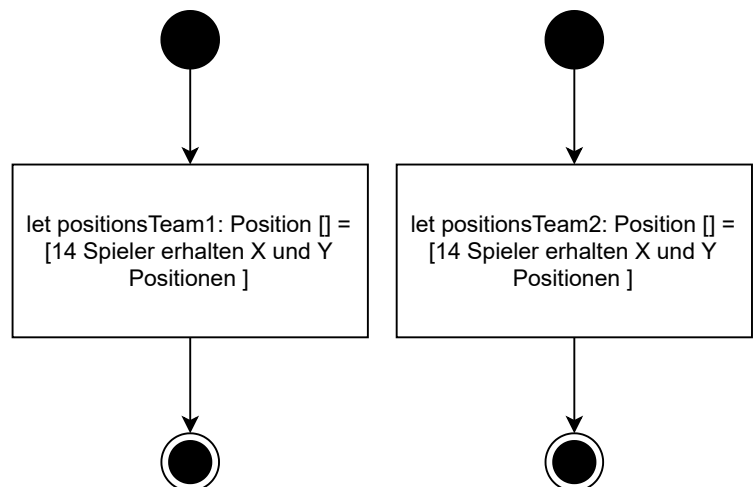 let positionsTeam1: Position [] =
[14 Spieler erhalten X und Y
Positionen ]
let positionsTeam2: Position [] =
[14 Spieler erhalten X und Y
Positionen ]